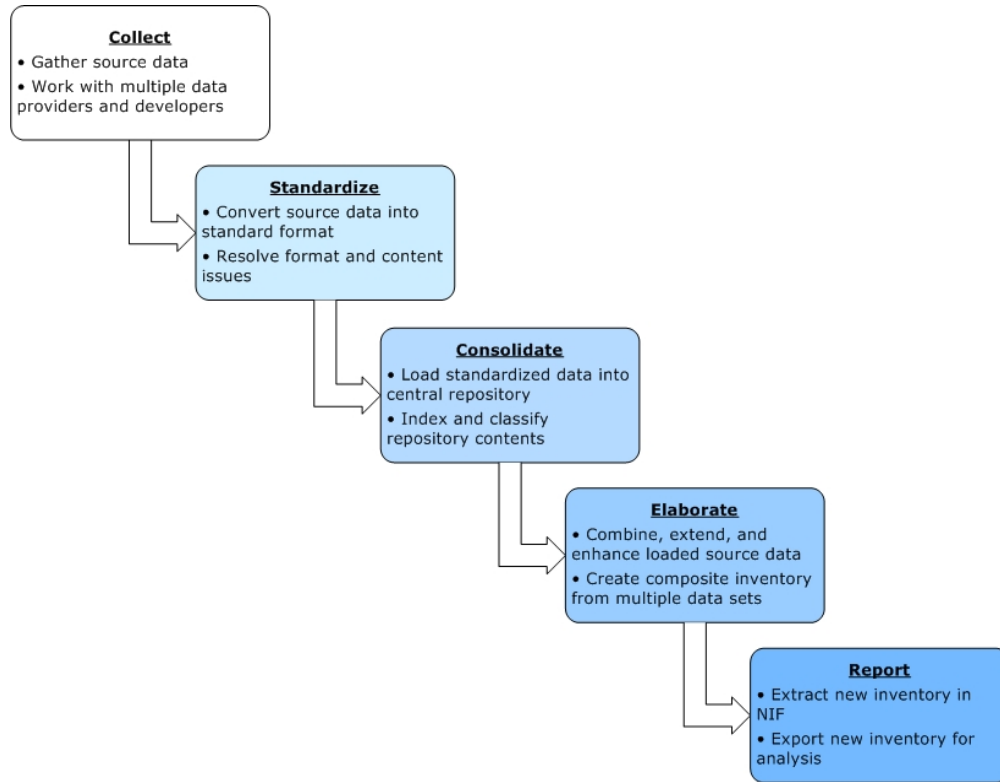 Collect
• Gather source data
• Work with multiple data
providers and developers
Standardize
• Convert source data into
standard format
• Resolve format and content
issues
Consolidate
• Load standardized data into
central repository
• Index and classify
repository contents
Elaborate
• Combine, extend, and
enhance loaded source data
• Create composite inventory
from multiple data sets
Report
• Extract new inventory in
NIF
• Export new inventory for
analysis